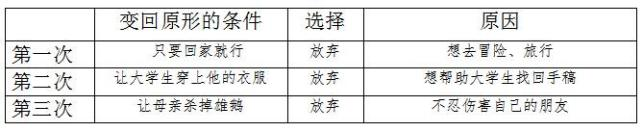 变回原形的条件 选择 原因
第一次 只要回家就行 放弃 想去冒险、旅行
第二次 让大学生穿上他的衣服 放弃 想帮助大学生找回手稿
第三次 让母亲杀掉雄鹅 放弃 不忍伤害自己的朋友